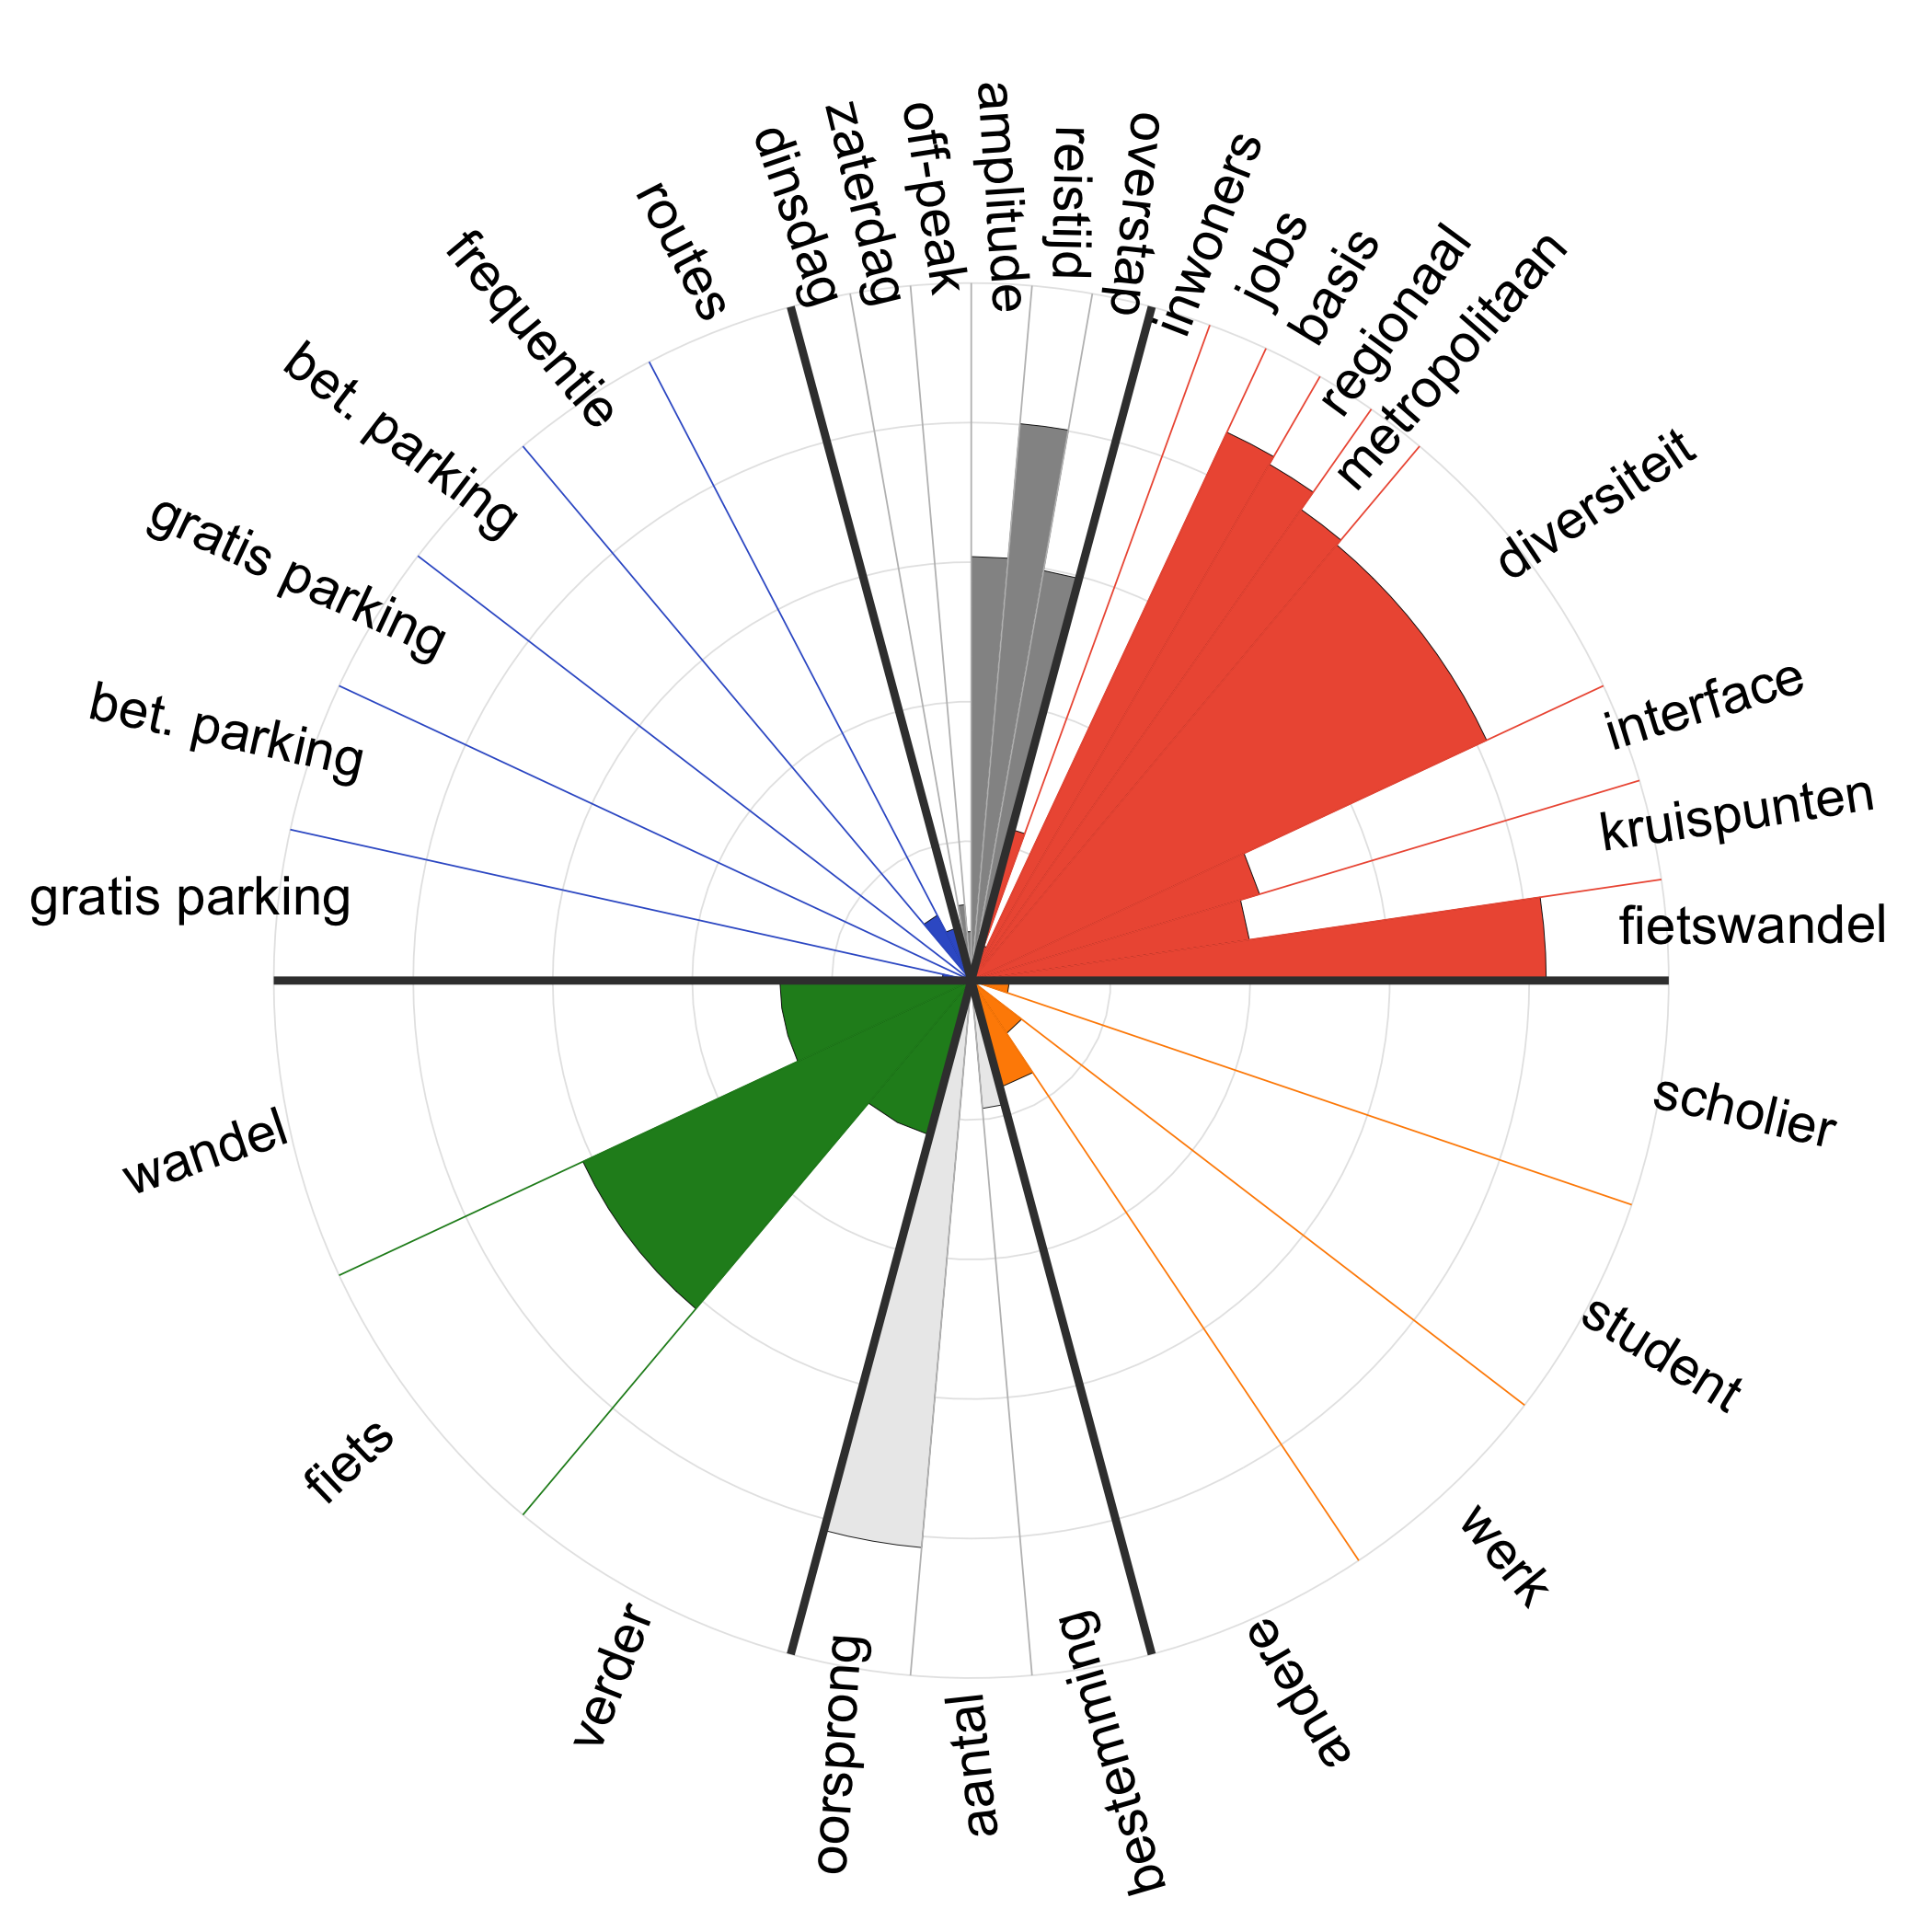 amplitude
reistijd
overstap
inwoners
jobs
basis
regionaal
metropolitaan
diversiteit
interface
kruispunten
fietswandel
scholier
student
werk
andere
bestemming
aantal
oorsprong
verder
fiets
wandel
gratis parking
bet. parking
gratis parking
bet. parking
frequentie
routes
dinsdag
zaterdag
off-peak